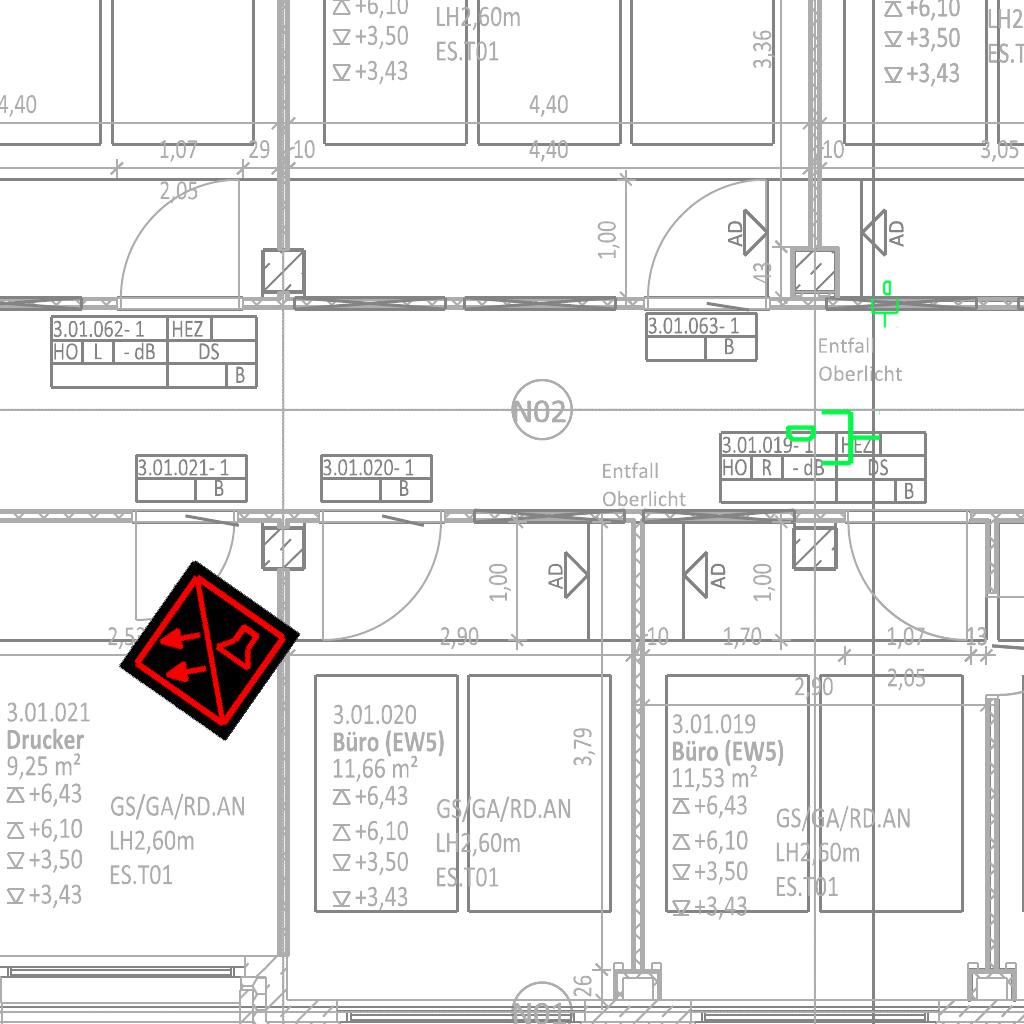 +6,10
LH2,60m
+3,50
ES.T01
+3,43
3,36
+6,10
+3,50
+3,43
LH2
4,40
4,40
1,07
29
10
4,40
10
3,05
2,05
1,00
AD
AD
43
3.01.062- 1
HEZ
HO
L
- dB
DS
B
3.01.063- 1
B
Entfall
Oberlicht
N02
3.01.021- 1
B
3.01.020- 1
B
Entfall
Oberlicht
3.01.019- 1
HEZ
HO
R
- dB
DS
B
1,00
AD
AD
1,00
2,90
10
1,70
1,07
13
2,90
2,05
3.01.021
Drucker
9,25 m²
+6,43
+6,10
+3,50
+3,43
GS/GA/RD.AN
LH2,60m
ES.T01
3.01.020
Büro (EW5)
11,66 m²
+6,43
+6,10
+3,50
+3,43
GS/GA/RD.AN
LH2,60m
ES.T01
3,79
3.01.019
Büro (EW5)
11,53 m²
+6,43
+6,10
+3,50
+3,43
GS/GA/RD.AN
LH2,60m
ES.T01
26
N01